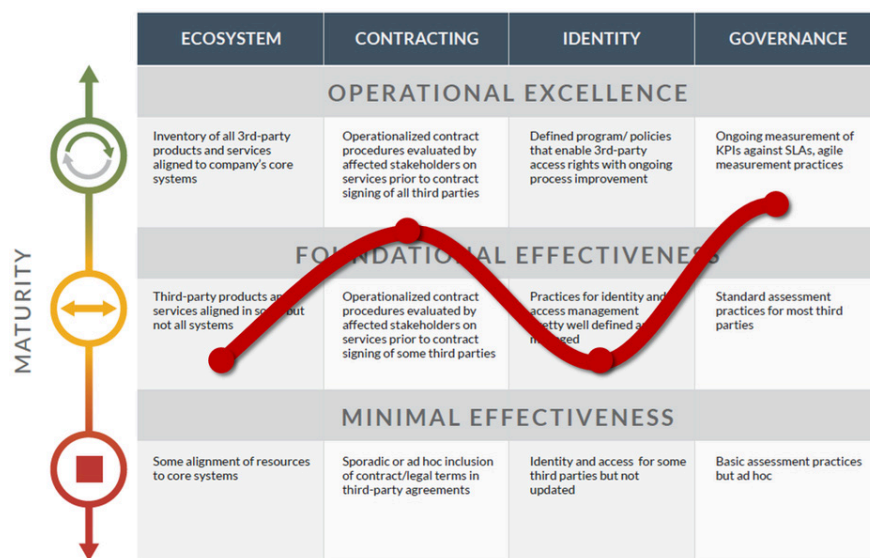 ECOSYSTEM
CONTRACTING
IDENTITY
GOVERNANCE
MATURITY
OPERATIONAL EXCELLENCE
Inventory of all 3rd-party
products and services
aligned to company's core
systems
Operationalized contract
procedures evaluated by
affected stakeholders on
services prior to contract
signing of all third parties
Defined program/ policies
that enable 3rd-party
access rights with ongoing
process improvement
Ongoing measurement of
KPIs against SLAs, agile
measurement practices
FOUNDATIONAL EFFECTIVENESS
Third-party products
services aligned in but
not all systems
Operationalized contract
procedures evaluated by
affected stakeholders on
services prior to contract
signing of some third parties
Practices for identity and
access management
well defined
Standard assessment
practices for most third
parties
MINIMAL EFFECTIVENESS
Some alignment of resources
to core systems
Sporadic or ad hoc inclusion
of contract/legal terms in
third-party agreements
Identity and access for some
third parties but not
updated
Basic assessment practices
but ad hoc